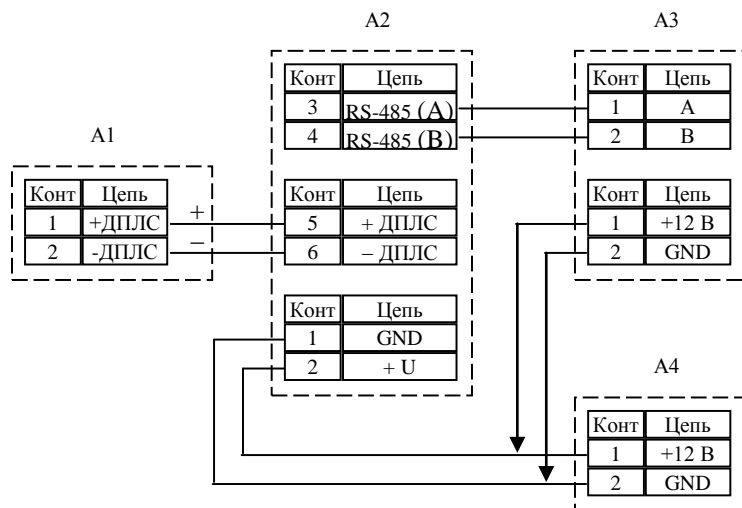 A2
A3
Конт Цепь
3 RS-485 (A)
4 RS-485 (B)
Конт Цепь
1 A
2 B
A1
Конт Цепь
1 +ДПЛС
2 -ДПЛС
+
–
Конт Цепь
5 + ДПЛС
6 – ДПЛС
Конт Цепь
1 +12 В
2 GND
Конт Цепь
1 GND
2 + U
A4
Конт Цепь
1 +12 В
2 GND